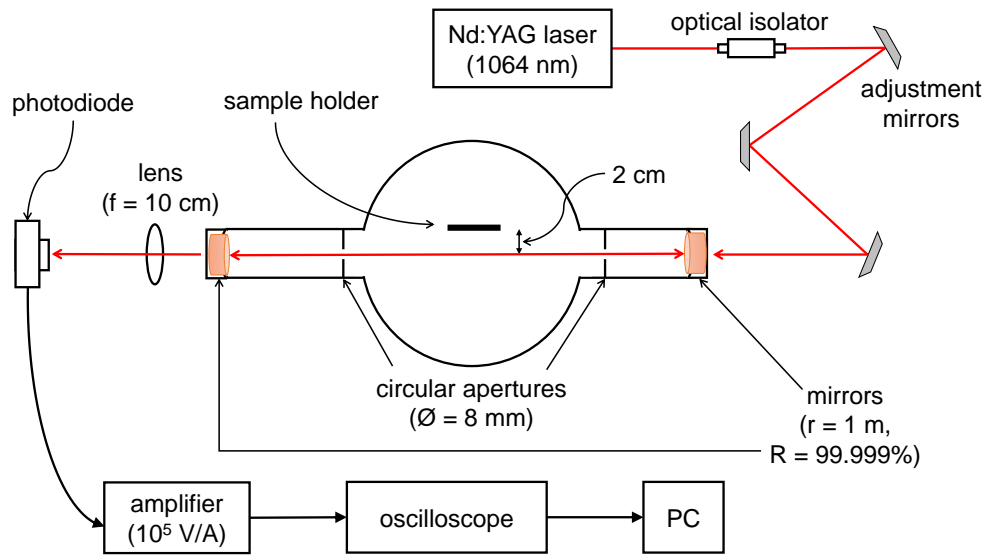 Nd:YAG laser
(1064 nm)
optical isolator
adjustment
mirrors
photodiode
sample holder
lens
(f = 10 cm)
2 cm
circular apertures
(Ø = 8 mm)
mirrors
(r = 1 m,
R = 99.999%)
amplifier
(10⁵ V/A)
oscilloscope
PC